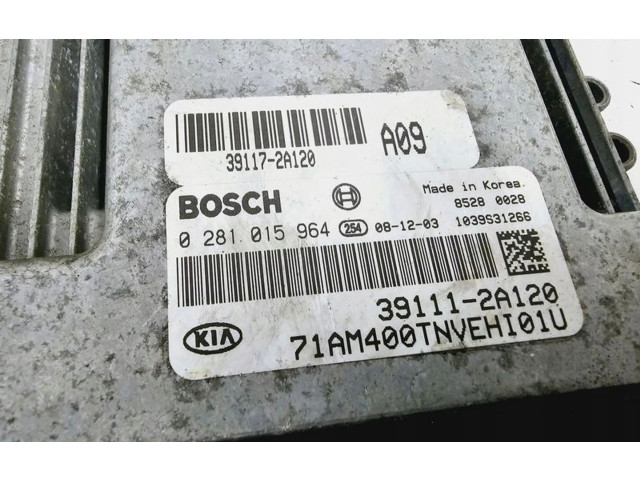 39117-2A120 A09
BOSCH Made in Korea.
8528 0028
0 281 015 964 254 08-12-03 1039S31266
39111-2A120
KIA 71AM400TNVEHI01U